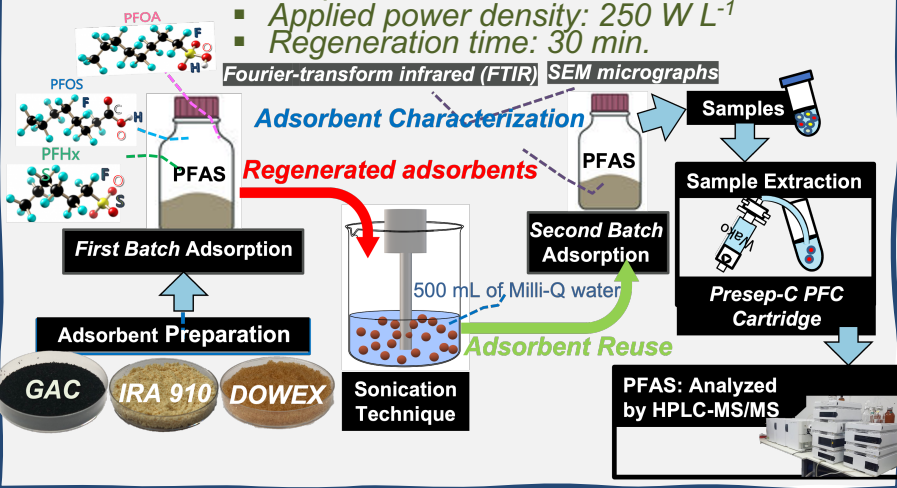 ▪ Applied power density: 250 W L-1
▪ Regeneration time: 30 min.
PFOA
F
O
H
Fourier-transform infrared (FTIR)
SEM micrographs
PFOS
F
C
H
O
Adsorbent Characterization
Samples
PFHx
S
F
O
S
PFAS
PFAS
Regenerated adsorbents
Sample Extraction
Wako
First Batch Adsorption
Second Batch
Adsorption
500 mL of Milli-Q water
Presep-C PFC
Cartridge
Adsorbent Preparation
Adsorbent Reuse
GAC
IRA 910
DOWEX
Sonication
Technique
PFAS: Analyzed
by HPLC-MS/MS